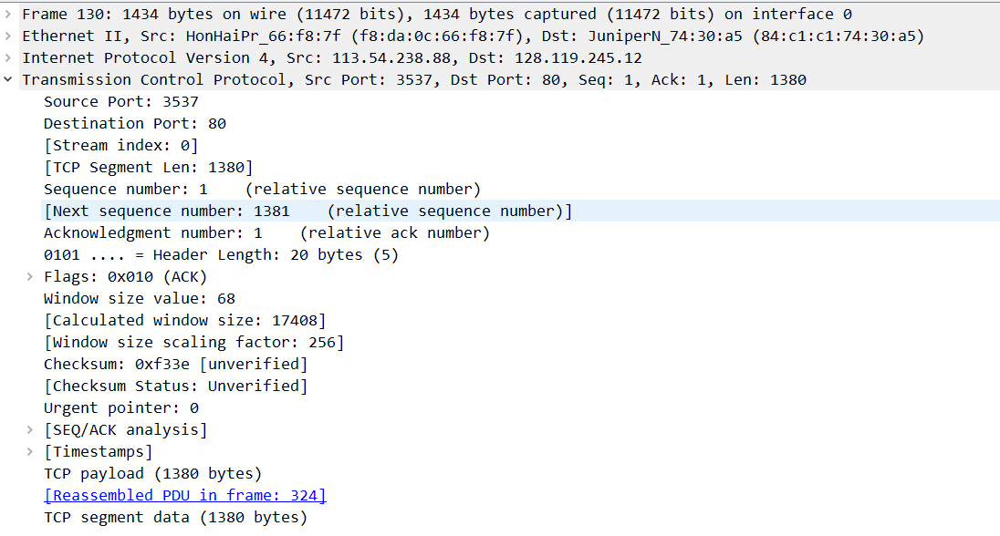 Frame 130: 1434 bytes on wire (11472 bits), 1434 bytes captured (11472 bits) on interface 0
Ethernet II, Src: HonHaiPr_66:f8:7f (f8:da:0c:66:f8:7f), Dst: JuniperN_74:30:a5 (84:c1:c1:74:30:a5)
Internet Protocol Version 4, Src: 113.54.238.88, Dst: 128.119.245.12
Transmission Control Protocol, Src Port: 3537, Dst Port: 80, Seq: 1, Ack: 1, Len: 1380
Source Port: 3537
Destination Port: 80
[Stream index: 0]
[TCP Segment Len: 1380]
Sequence number: 1    (relative sequence number)
[Next sequence number: 1381    (relative sequence number)]
Acknowledgment number: 1    (relative ack number)
0101 .... = Header Length: 20 bytes (5)
Flags: 0x010 (ACK)
Window size value: 68
[Calculated window size: 17408]
[Window size scaling factor: 256]
Checksum: 0xf33e [unverified]
[Checksum Status: Unverified]
Urgent pointer: 0
[SEQ/ACK analysis]
[Timestamps]
TCP payload (1380 bytes)
[Reassembled PDU in frame: 324]
TCP segment data (1380 bytes)